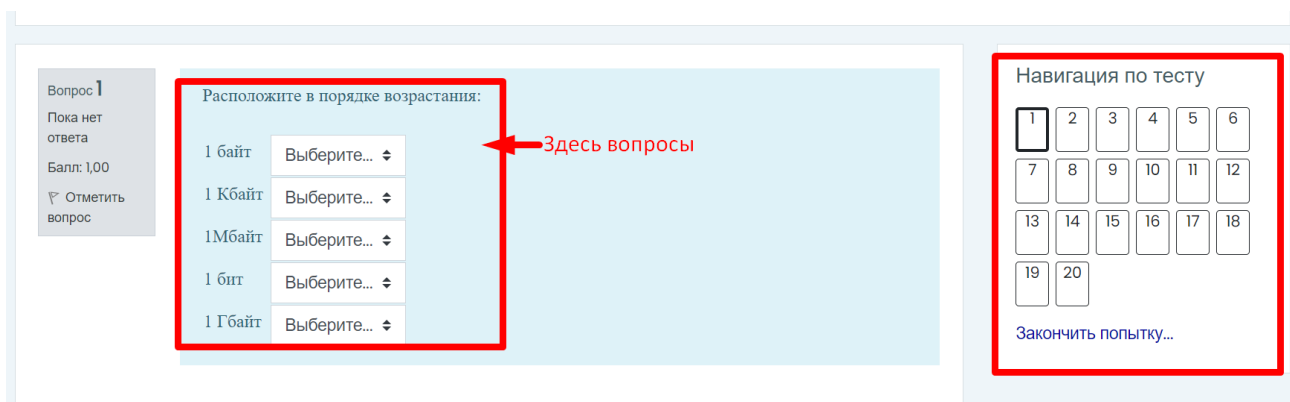 Вопрос 1
Пока нет
ответа
Балл: 1,00
Отметить
вопрос
Расположите в порядке возрастания:
1 байт Выберите...
1 Кбайт Выберите...
1Мбайт Выберите...
1 бит Выберите...
1 Гбайт Выберите...
Здесь вопросы
Навигация по тесту
1 2 3 4 5 6
7 8 9 10 11 12
13 14 15 16 17 18
19 20
Закончить попытку...